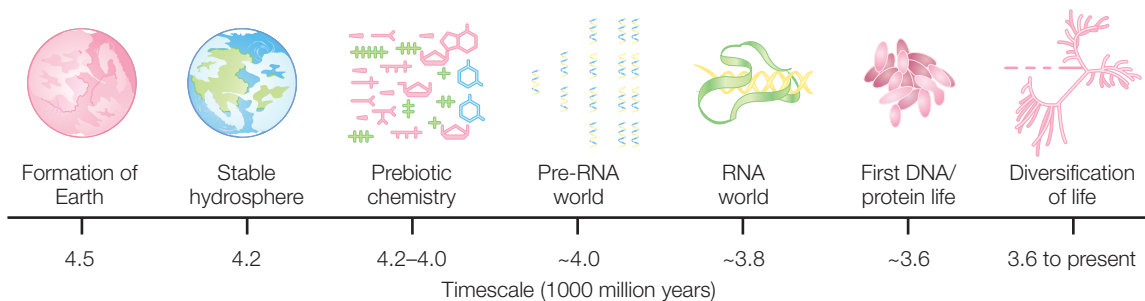 Formation of
Earth
Stable
hydrosphere
Prebiotic
chemistry
Pre-RNA
world
RNA
world
First DNA/
protein life
Diversification
of life
4.5
4.2
4.2–4.0
~4.0
~3.8
~3.6
3.6 to present
Timescale (1000 million years)